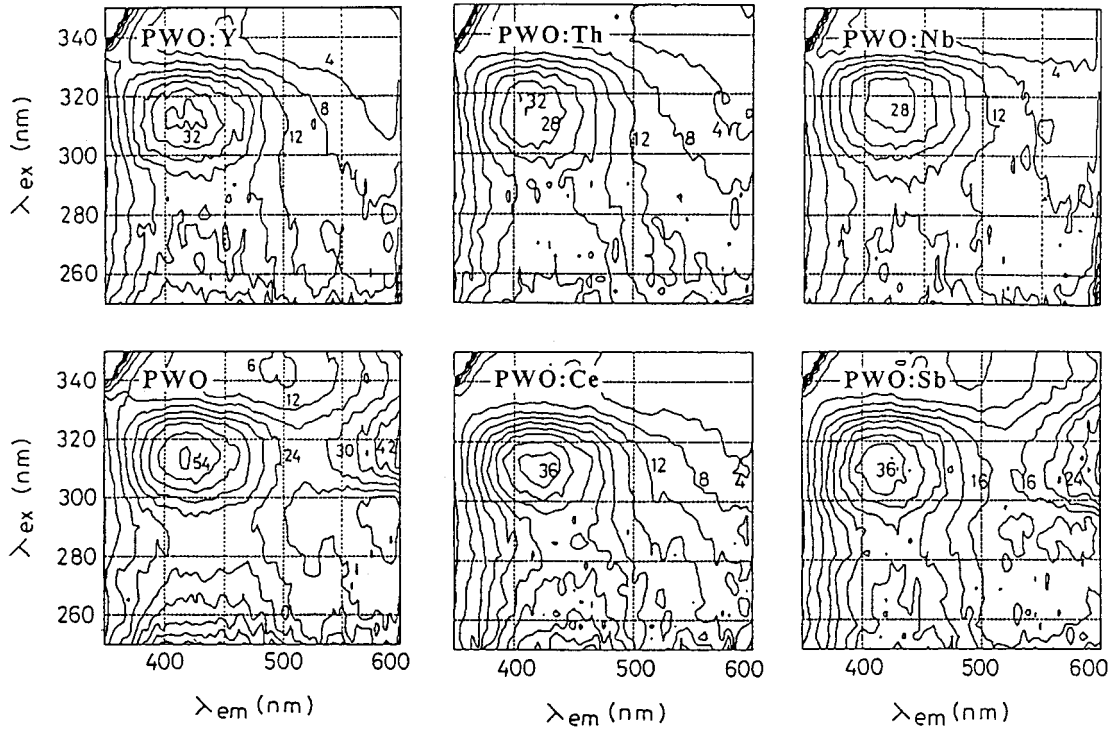 340 PWO:Y PWO:Th PWO:Nb
4 4
320 32 8 32 28 4 28
32 12 12 8 12
300
280
260
λex (nm)
PWO PWO:Ce PWO:Sb
340 6 12
320 54 24 30 42 36 12 8 4 36 16 16 24
300
280
260
λex (nm)
400 500 600 400 500 600 400 500 600
λem (nm) λem (nm) λem (nm)